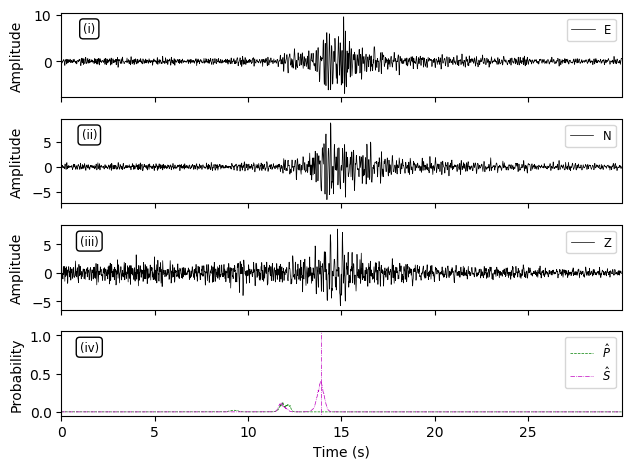 10
0
Amplitude
(i)
E
5
0
−5
Amplitude
(ii)
N
5
0
−5
Amplitude
(iii)
Z
1.0
0.5
0.0
Probability
(iv)
P̂
Ŝ
0 5 10 15 20 25
Time (s)